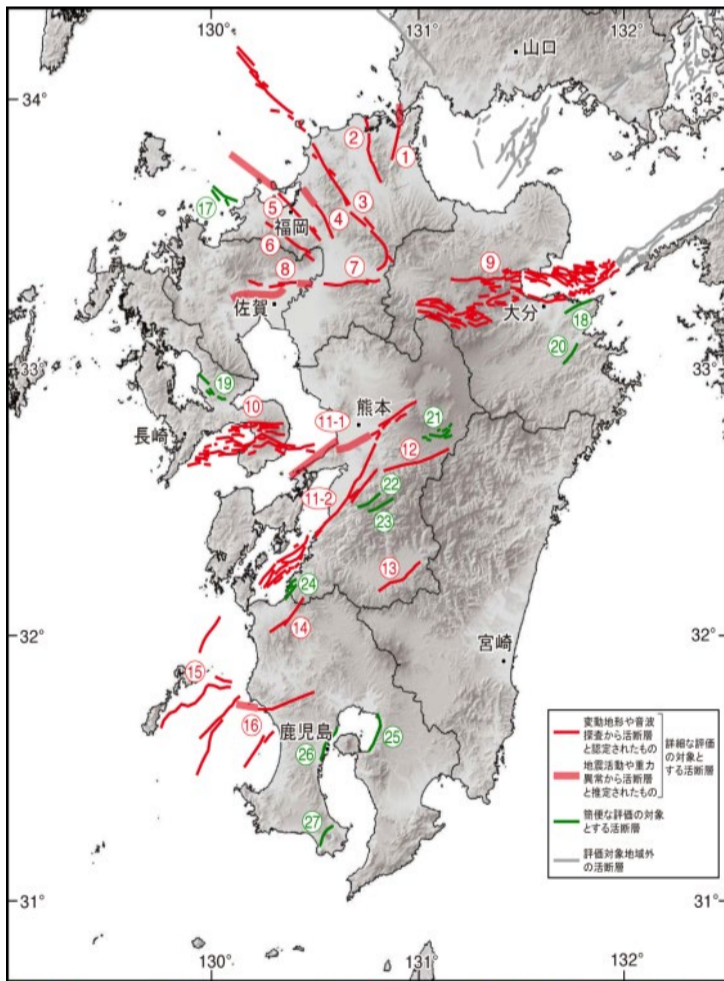 130° 131° 132°
山口
34° 34°
②
①
⑰
⑤
福岡
③
④
⑥
⑧
⑦
⑨
佐賀
大分
⑱
⑳
33° 33°
⑲
⑩
長崎
11-1
熊本
㉑
⑫
㉒
11-2
㉓
⑬
㉔
⑭
32° 32°
宮崎
⑮
⑯
鹿児島
㉕
㉖
㉗
変動地形や音波
探査から活断層
と認定されたもの
地震活動や重力
異常から活断層
と推定されたもの
詳細な評価
の対象と
する活断層
簡便な評価の対象
とする活断層
評価対象地域外
の活断層
31° 31°
130° 131° 132°